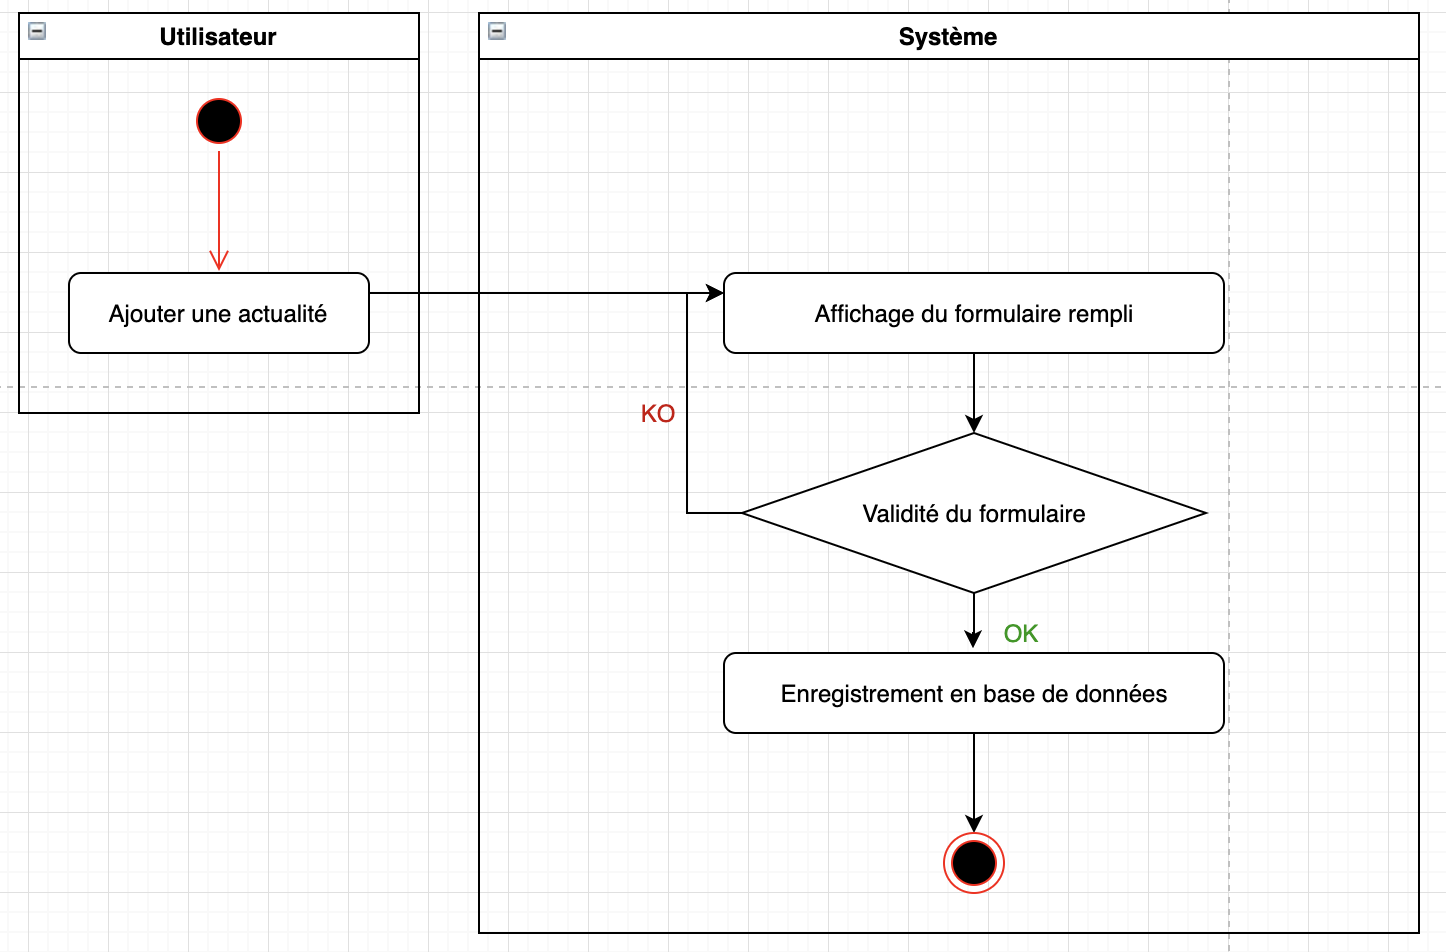 Utilisateur
Système
Ajouter une actualité
Affichage du formulaire rempli
KO
Validité du formulaire
OK
Enregistrement en base de données